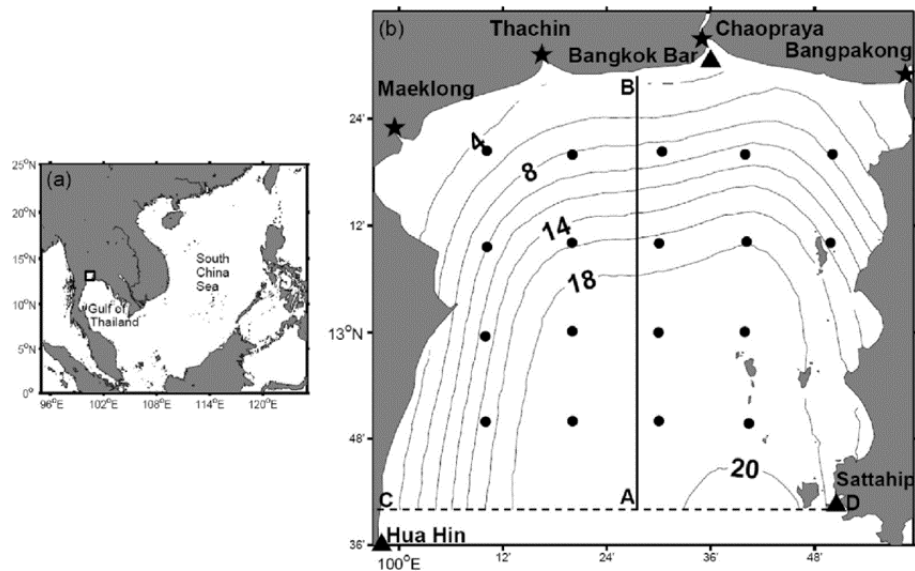 (a)
25°N
20°N
15°N
10°N
5°N
0°
96°E 102°E 108°E 114°E 120°E
South
China
Sea
Gulf of
Thailand
(b)
Thachin
Chaopraya
Bangkok Bar
Bangpakong
Maeklong
B
24'
4
8
12'
14
18
13°N
48'
20
Sattahip
C
A
D
36'
Hua Hin
100°E
12' 24' 36' 48'